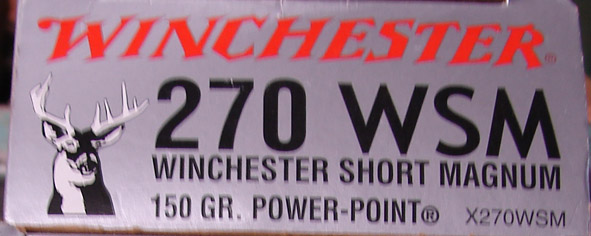 WINCHESTER®
270 WSM
WINCHESTER SHORT MAGNUM
150 GR. POWER-POINT® X270WSM